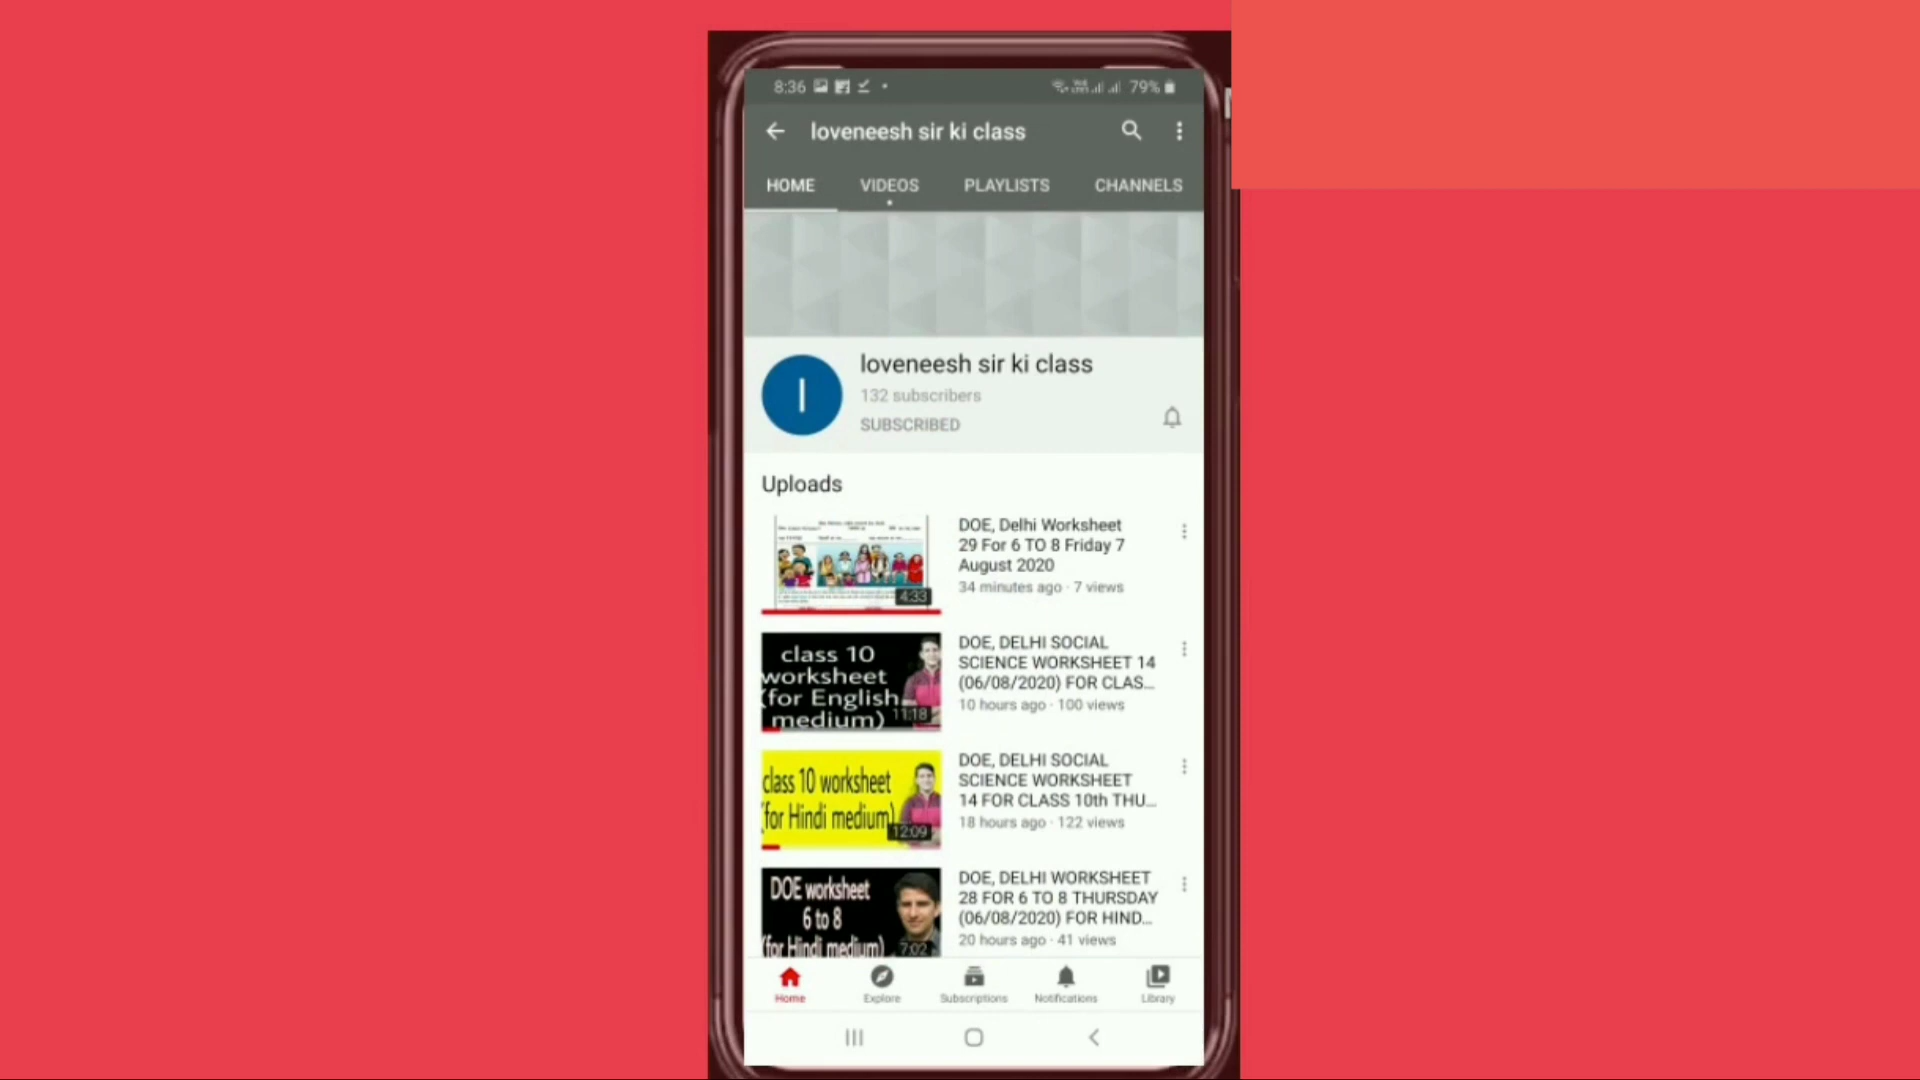 8:36
79%
loveneesh sir ki class
HOME VIDEOS PLAYLISTS CHANNELS
l
loveneesh sir ki class
132 subscribers
SUBSCRIBED
Uploads
4:33
DOE, Delhi Worksheet
29 For 6 TO 8 Friday 7
August 2020
34 minutes ago · 7 views
class 10
worksheet
(for English
medium)
11:18
DOE, DELHI SOCIAL
SCIENCE WORKSHEET 14
(06/08/2020) FOR CLAS...
10 hours ago · 100 views
class 10 worksheet
(for Hindi medium)
12:09
DOE, DELHI SOCIAL
SCIENCE WORKSHEET
14 FOR CLASS 10th THU...
18 hours ago · 122 views
DOE worksheet
6 to 8
(for Hindi medium)
7:02
DOE, DELHI WORKSHEET
28 FOR 6 TO 8 THURSDAY
(06/08/2020) FOR HIND...
20 hours ago · 41 views
Home Explore Subscriptions Notifications Library